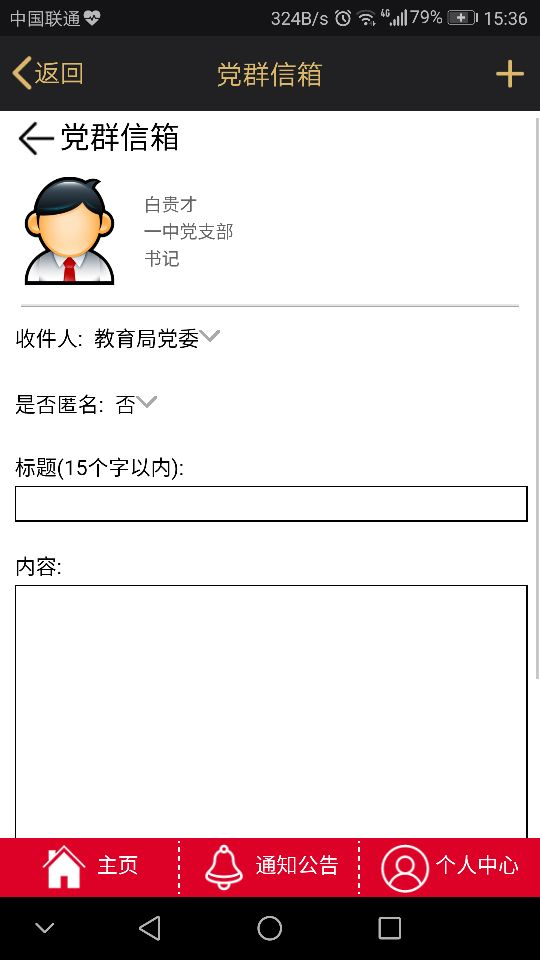 中国联通 324B/s 4G 79% 15:36
返回 党群信箱 +
党群信箱
白贵才
一中党支部
书记
收件人: 教育局党委
是否匿名: 否
标题(15个字以内):
内容:
主页 通知公告 个人中心